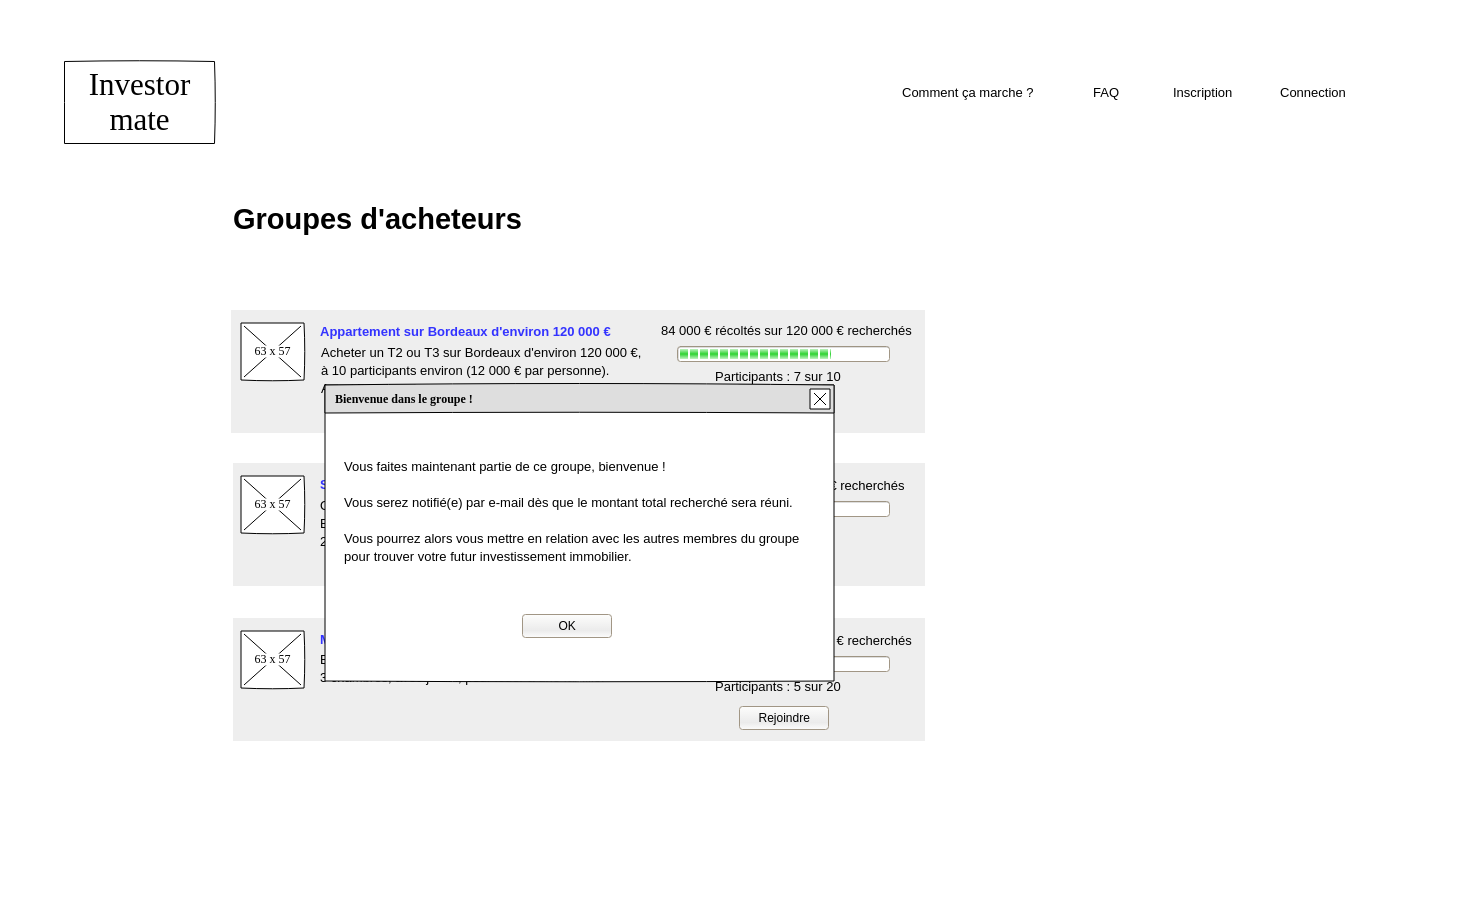 Investor
mate
Comment ça marche ?
FAQ
Inscription
Connection
Groupes d'acheteurs
63 x 57
Appartement sur Bordeaux d'environ 120 000 €
Acheter un T2 ou T3 sur Bordeaux d'environ 120 000 €,
à 10 participants environ (12 000 € par personne).
84 000 € récoltés sur 120 000 € recherchés
Participants : 7 sur 10
Bienvenue dans le groupe !
Vous faites maintenant partie de ce groupe, bienvenue !
Vous serez notifié(e) par e-mail dès que le montant total recherché sera réuni.
Vous pourrez alors vous mettre en relation avec les autres membres du groupe
pour trouver votre futur investissement immobilier.
OK
63 x 57
€ recherchés
63 x 57
€ recherchés
Participants : 5 sur 20
Rejoindre